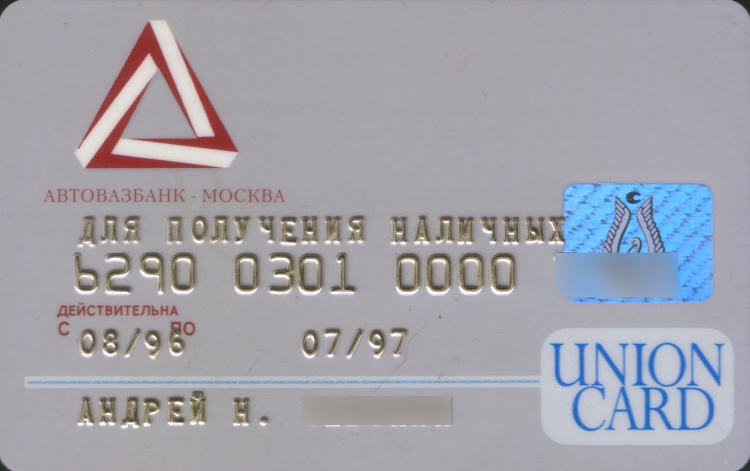 АВТОВАЗБАНК - МОСКВА
ДЛЯ ПОЛУЧЕНИЯ НАЛИЧНЫХ
6290 0301 0000
ДЕЙСТВИТЕЛЬНА
С 08/96 ПО 07/97
АНДРЕЙ Н.
UNION
CARD